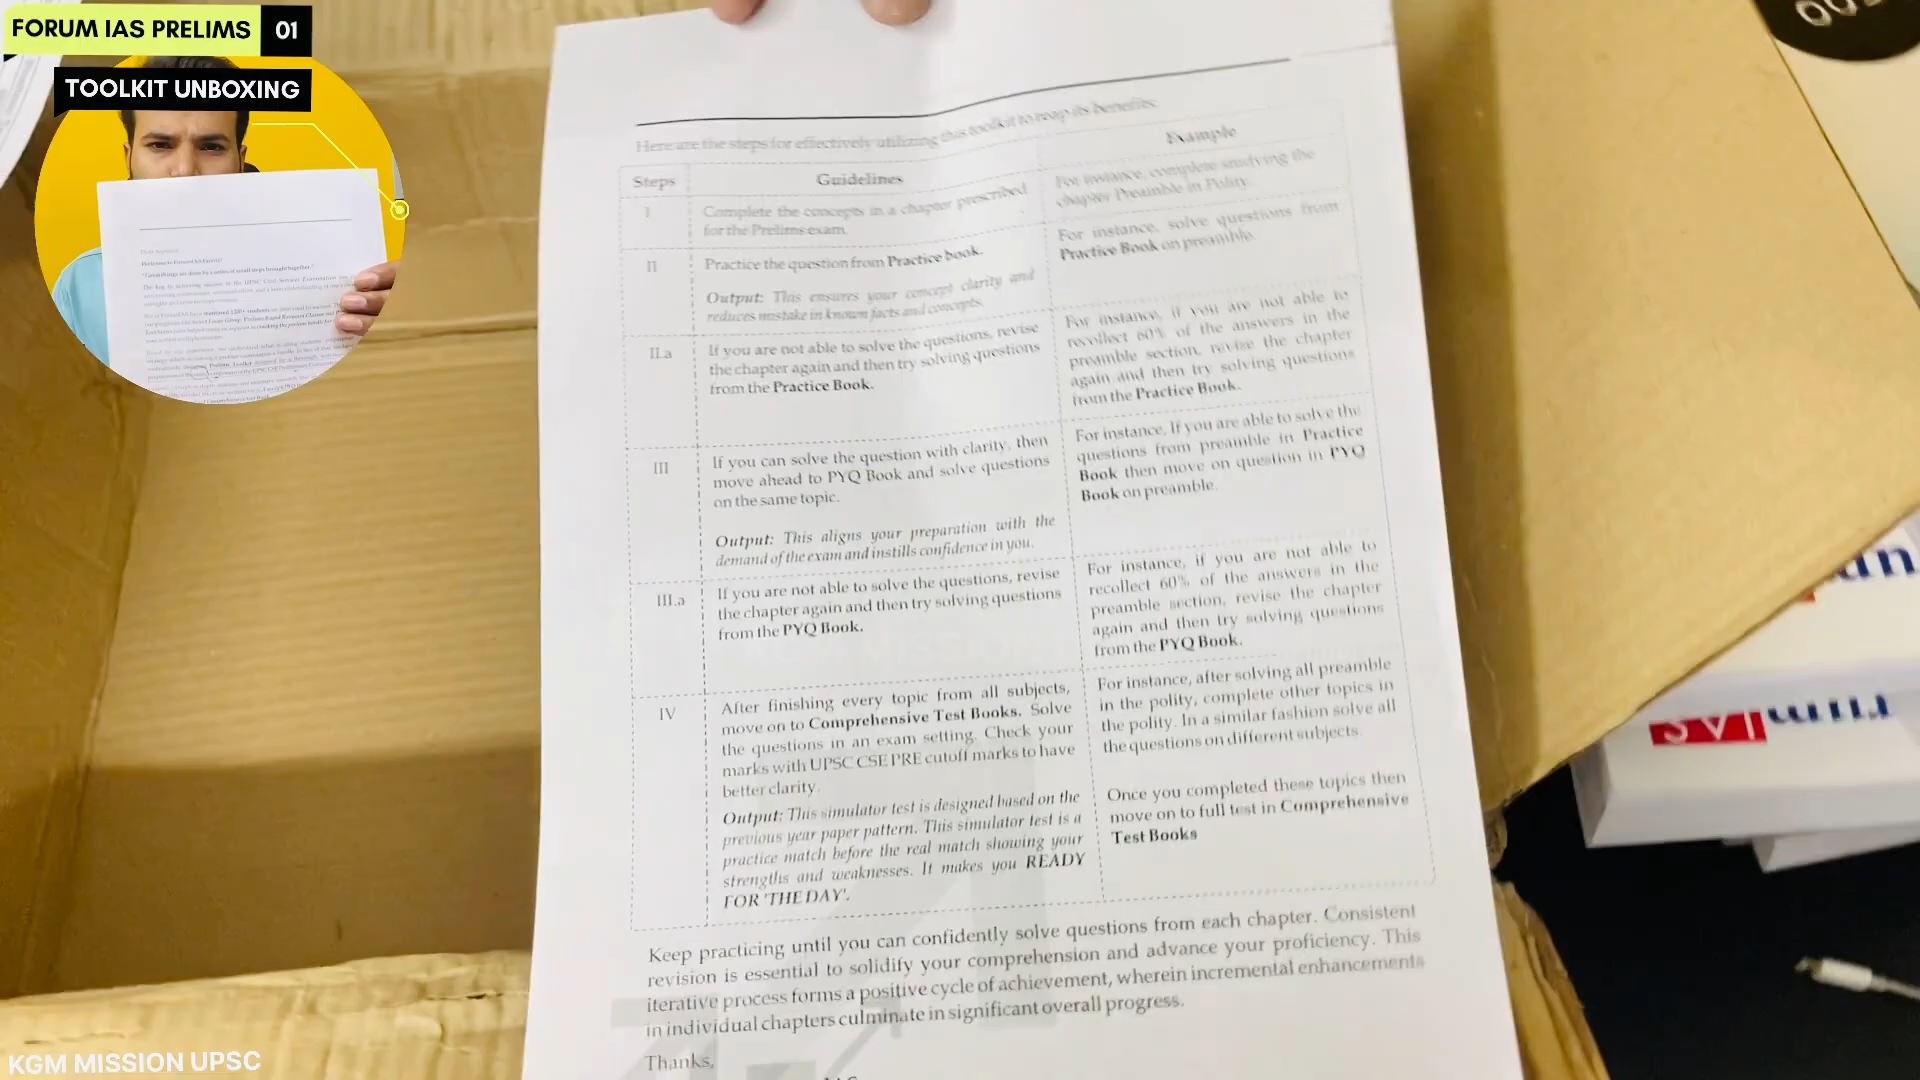 FORUM IAS PRELIMS 01
TOOLKIT UNBOXING
Here are the steps for effectively utilizing this toolkit to reap its benefits:
Steps
Guidelines
Example
I
Complete the concepts in a chapter prescribed
for the Prelims exam.
For instance, complete studying the
chapter Preamble in Polity.
II
Practice the question from Practice book.
Output: This ensures your concept clarity and
reduces mistake in known facts and concepts.
For instance, solve questions from
Practice Book on preamble.
II.a
If you are not able to solve the questions, revise
the chapter again and then try solving questions
from the Practice Book.
For instance, if you are not able to
recollect 60% of the answers in the
preamble section, revise the chapter
again and then try solving questions
from the Practice Book.
III
If you can solve the question with clarity, then
move ahead to PYQ Book and solve questions
on the same topic.
Output: This aligns your preparation with the
demand of the exam and instills confidence in you.
For instance, If you are able to solve the
questions from preamble in Practice
Book then move on question in PYQ
Book on preamble.
III.a
If you are not able to solve the questions, revise
the chapter again and then try solving questions
from the PYQ Book.
For instance, if you are not able to
recollect 60% of the answers in the
preamble section, revise the chapter
again and then try solving questions
from the PYQ Book.
IV
After finishing every topic from all subjects,
move on to Comprehensive Test Books. Solve
the questions in an exam setting. Check your
marks with UPSC CSE PRE cutoff marks to have
better clarity.
Output: This simulator test is designed based on the
previous year paper pattern. This simulator test is a
practice match before the real match showing your
strengths and weaknesses. It makes you READY
FOR 'THE DAY'.
For instance, after solving all preamble
in the polity, complete other topics in
the polity. In a similar fashion solve all
the questions on different subjects.
Once you completed these topics then
move on to full test in Comprehensive
Test Books
Keep practicing until you can confidently solve questions from each chapter. Consistent
revision is essential to solidify your comprehension and advance your proficiency. This
iterative process forms a positive cycle of achievement, wherein incremental enhancements
in individual chapters culminate in significant overall progress.
Thanks,
KGM MISSION UPSC